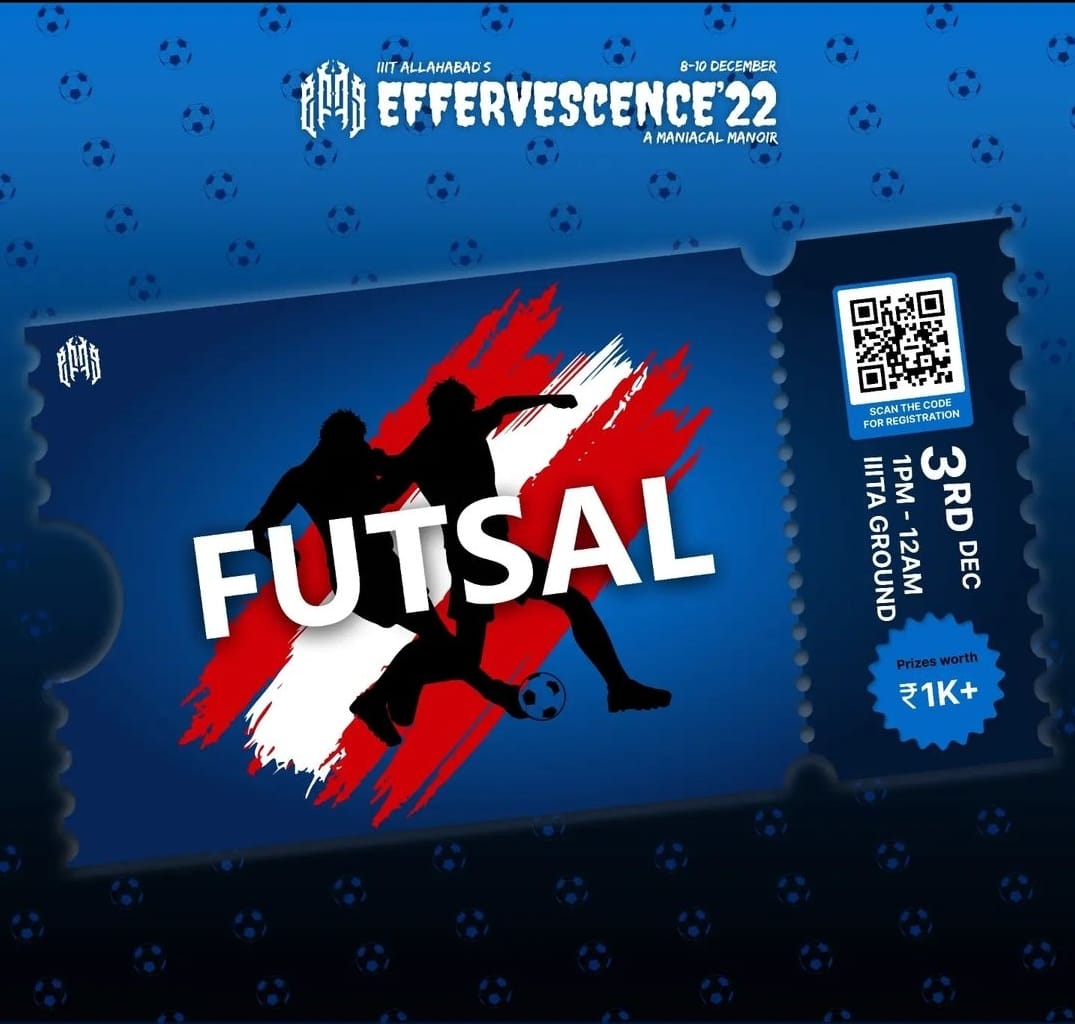 IIIT ALLAHABAD'S
8-10 DECEMBER
EFFERVESCENCE'22
A MANIACAL MANOIR
FUTSAL
SCAN THE CODE
FOR REGISTRATION
3RD DEC
1PM - 12AM
IIITA GROUND
Prizes worth
₹1K+